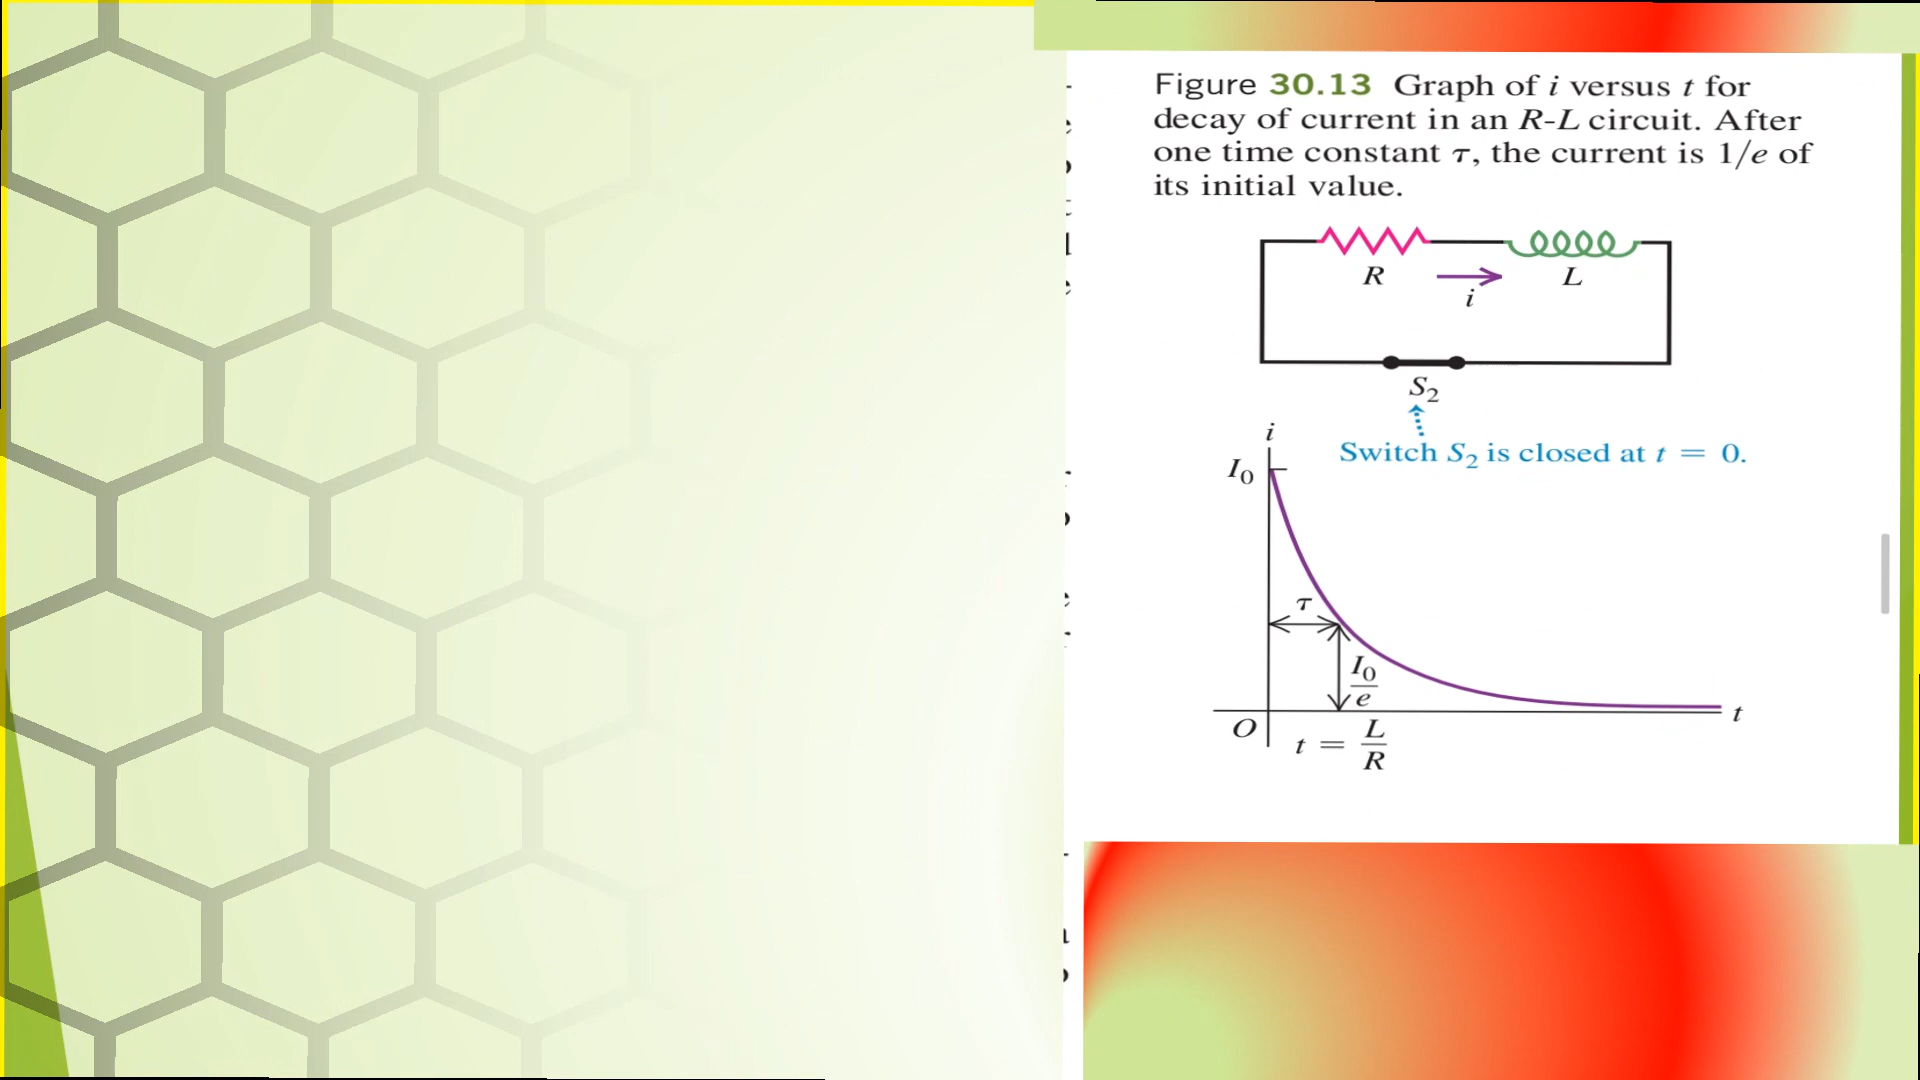 Figure 30.13 Graph of i versus t for
decay of current in an R-L circuit. After
one time constant τ, the current is 1/e of
its initial value.
R
L
i
S₂
i
Switch S₂ is closed at t = 0.
I₀
τ
I₀/e
O
t
t = L/R